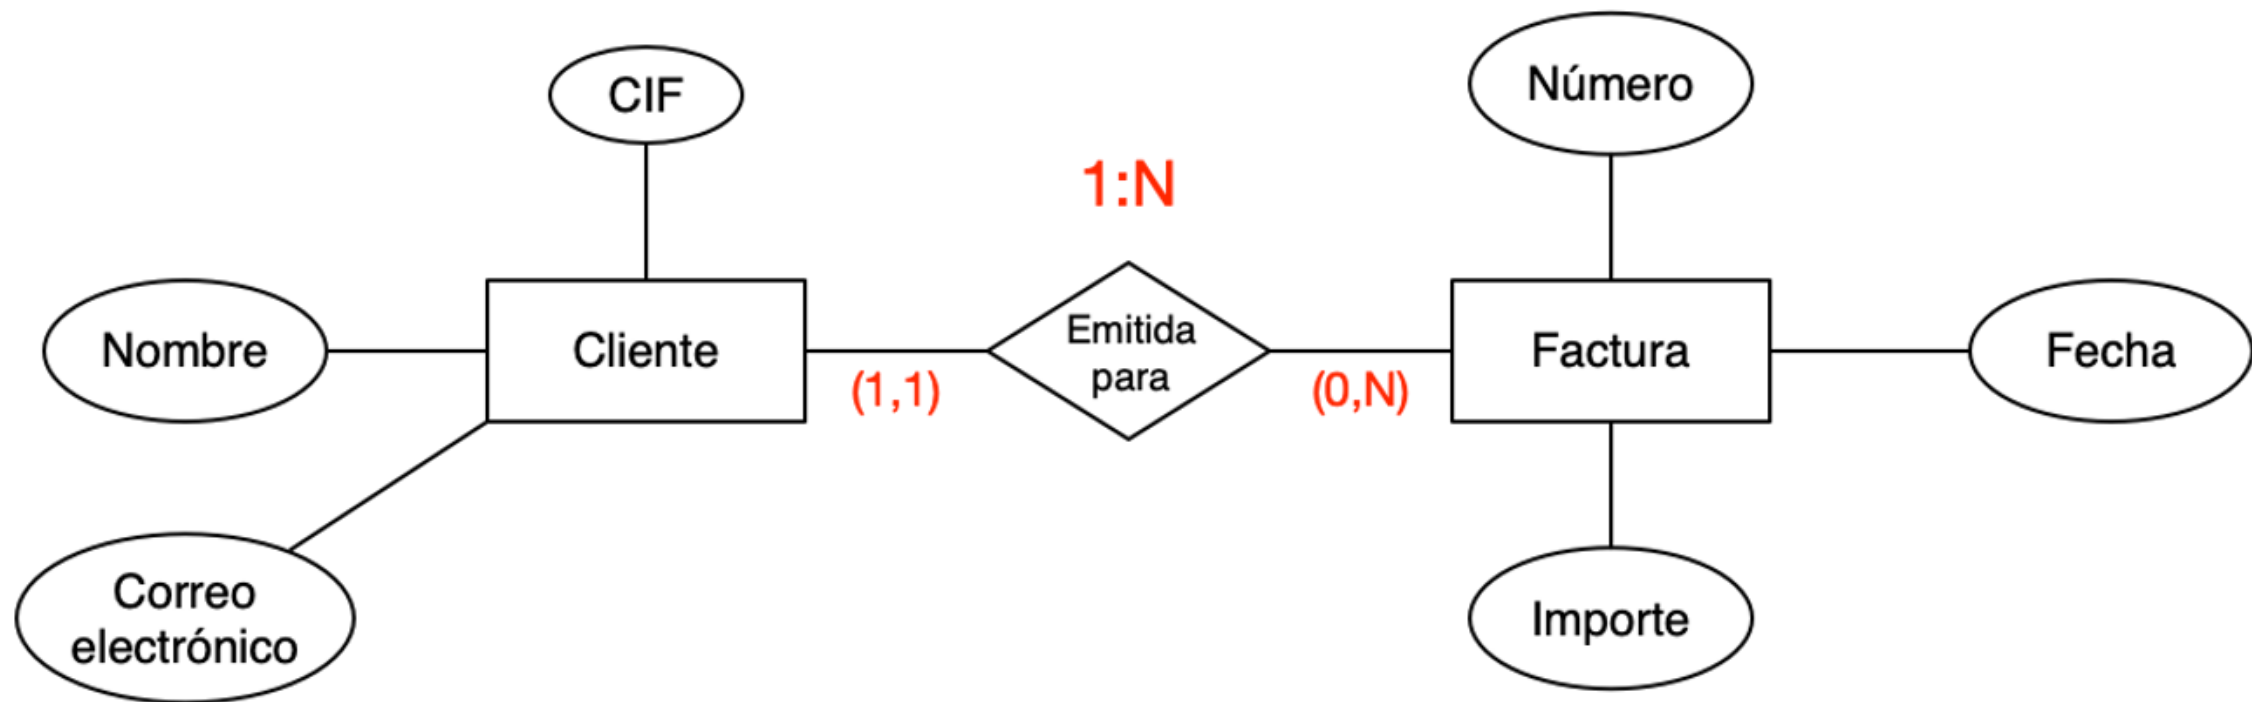 CIF
Número
1:N
Nombre
Cliente
(1,1)
Emitida
para
(0,N)
Factura
Fecha
Correo
electrónico
Importe